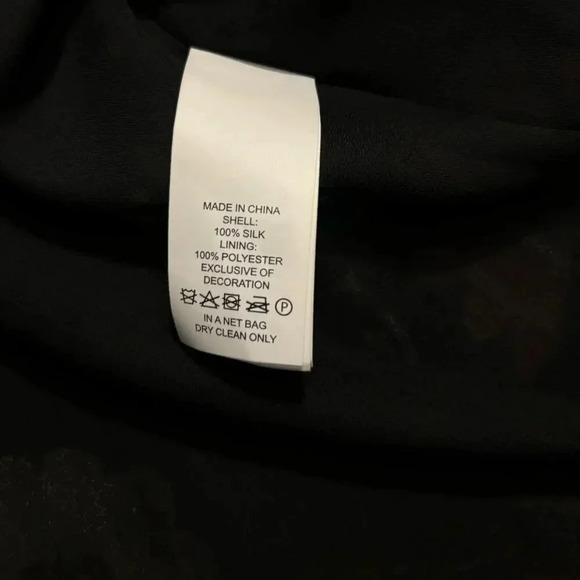 MADE IN CHINA
SHELL:
100% SILK
LINING:
100% POLYESTER
EXCLUSIVE OF
DECORATION
P
IN A NET BAG
DRY CLEAN ONLY